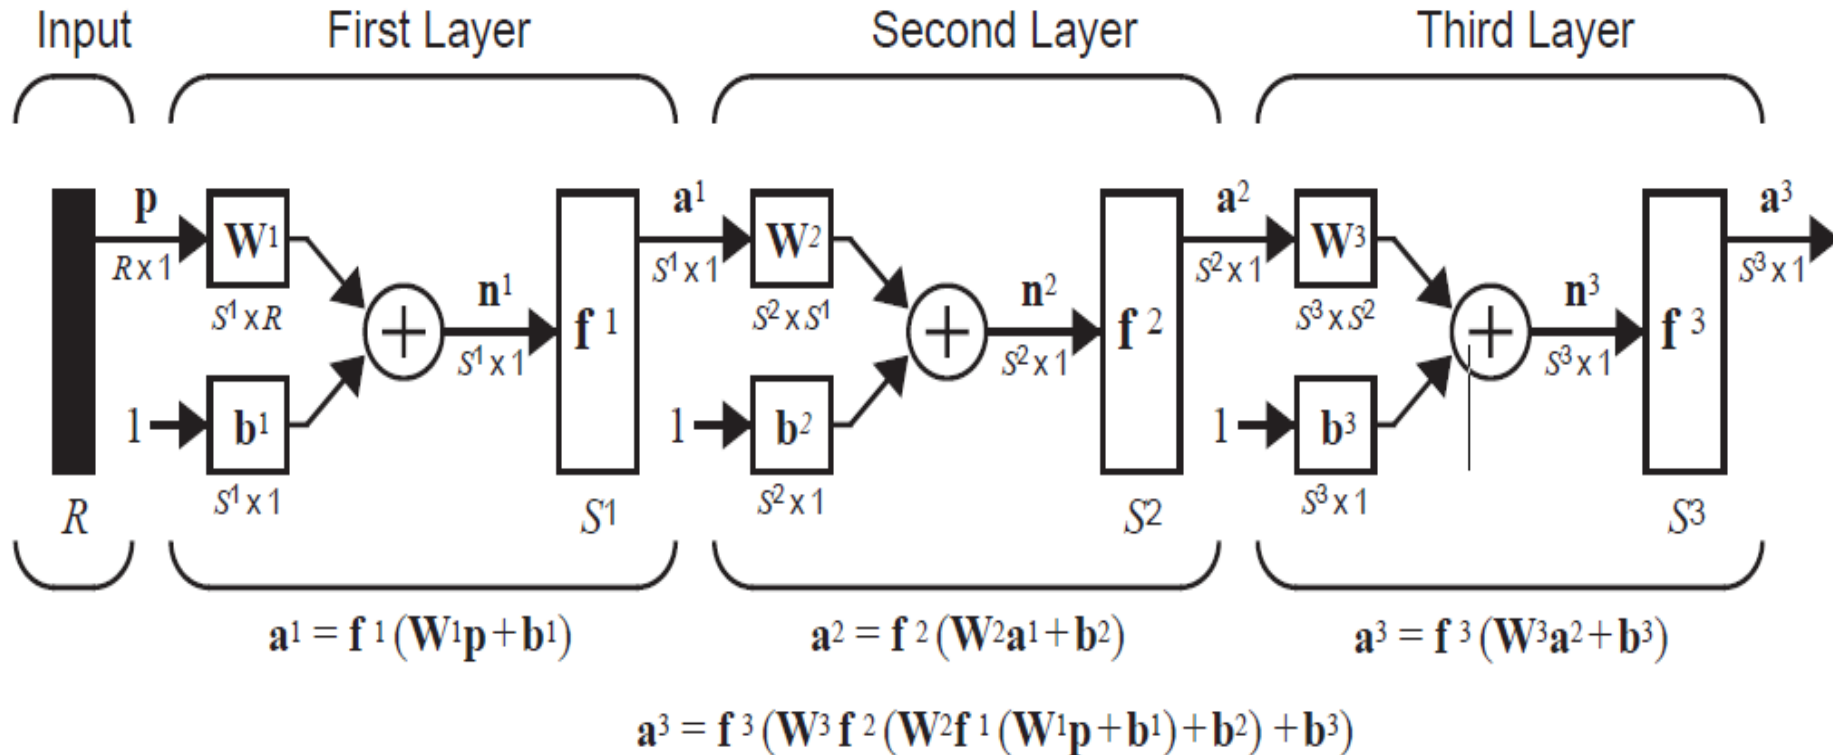 Input First Layer Second Layer Third Layer
p a¹ a² a³
W¹ W² W³
R x 1 S¹ x 1 S² x 1 S³ x 1
n¹ n² n³
S¹ x R S² x S¹ S³ x S²
+ f ¹ + f ² + f ³
S¹ x 1 S² x 1 S³ x 1
1 b¹ 1 b² 1 b³
S¹ x 1 S² x 1 S³ x 1
R S¹ S² S³
a¹ = f ¹ (W¹p + b¹) a² = f ² (W²a¹ + b²) a³ = f ³ (W³a² + b³)
a³ = f ³ (W³ f ² (W²f ¹ (W¹p + b¹) + b²) + b³)